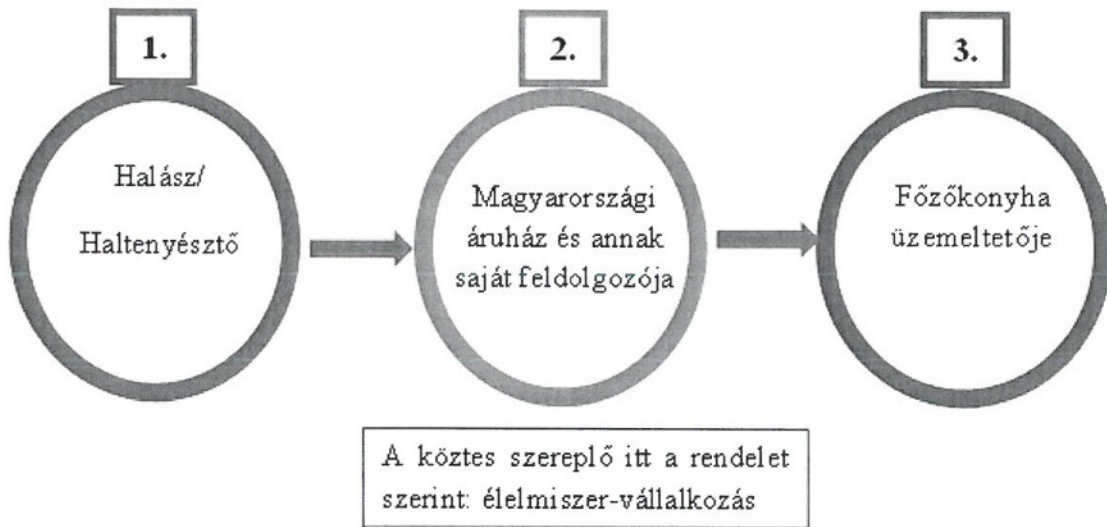 1.
2.
3.
Halász/
Haltenyésztő
Magyarországi
áruház és annak
saját feldolgozója
Főzőkonyha
üzemeltetője
A köztes szereplő itt a rendelet
szerint: élelmiszer-vállalkozás